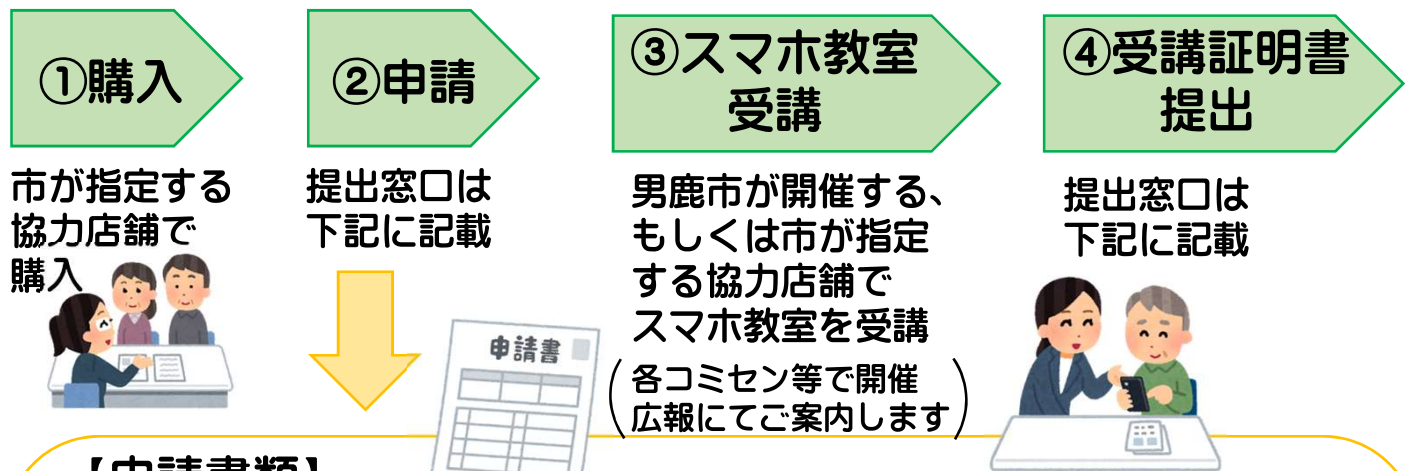 ①購入
市が指定する
協力店舗で
購入
②申請
提出窓口は
下記に記載
申請書
③スマホ教室
受講
男鹿市が開催する、
もしくは市が指定
する協力店舗で
スマホ教室を受講
(各コミセン等で開催
広報にてご案内します)
④受講証明書
提出
提出窓口は
下記に記載
【申請書類】